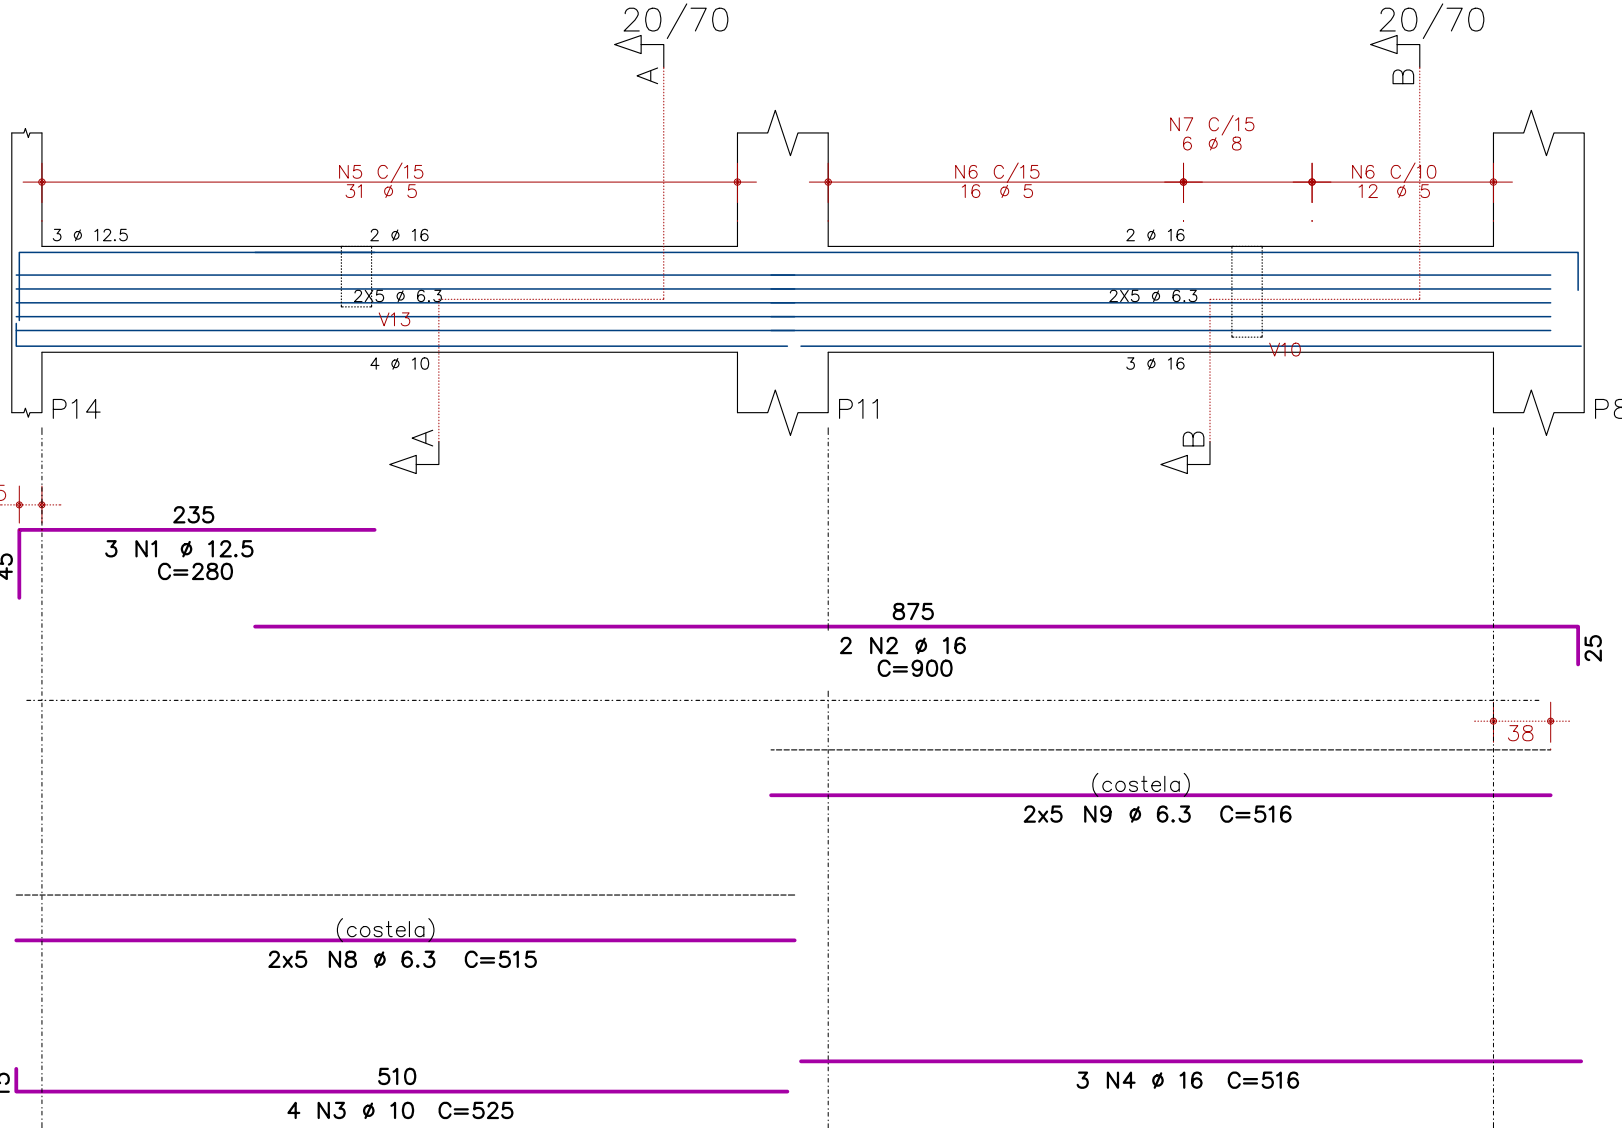 20/70
20/70
A
B
N7 C/15
6 ø 8
N5 C/15
31 ø 5
N6 C/15
16 ø 5
N6 C/10
12 ø 5
3 ø 12.5
2 ø 16
2 ø 16
2X5 ø 6.3
2X5 ø 6.3
V13
V10
4 ø 10
3 ø 16
P14
P11
P8
A
B
235
45
3 N1 ø 12.5
C=280
875
2 N2 ø 16
C=900
25
38
(costela)
2x5 N9 ø 6.3 C=516
(costela)
2x5 N8 ø 6.3 C=515
510
15
4 N3 ø 10 C=525
3 N4 ø 16 C=516